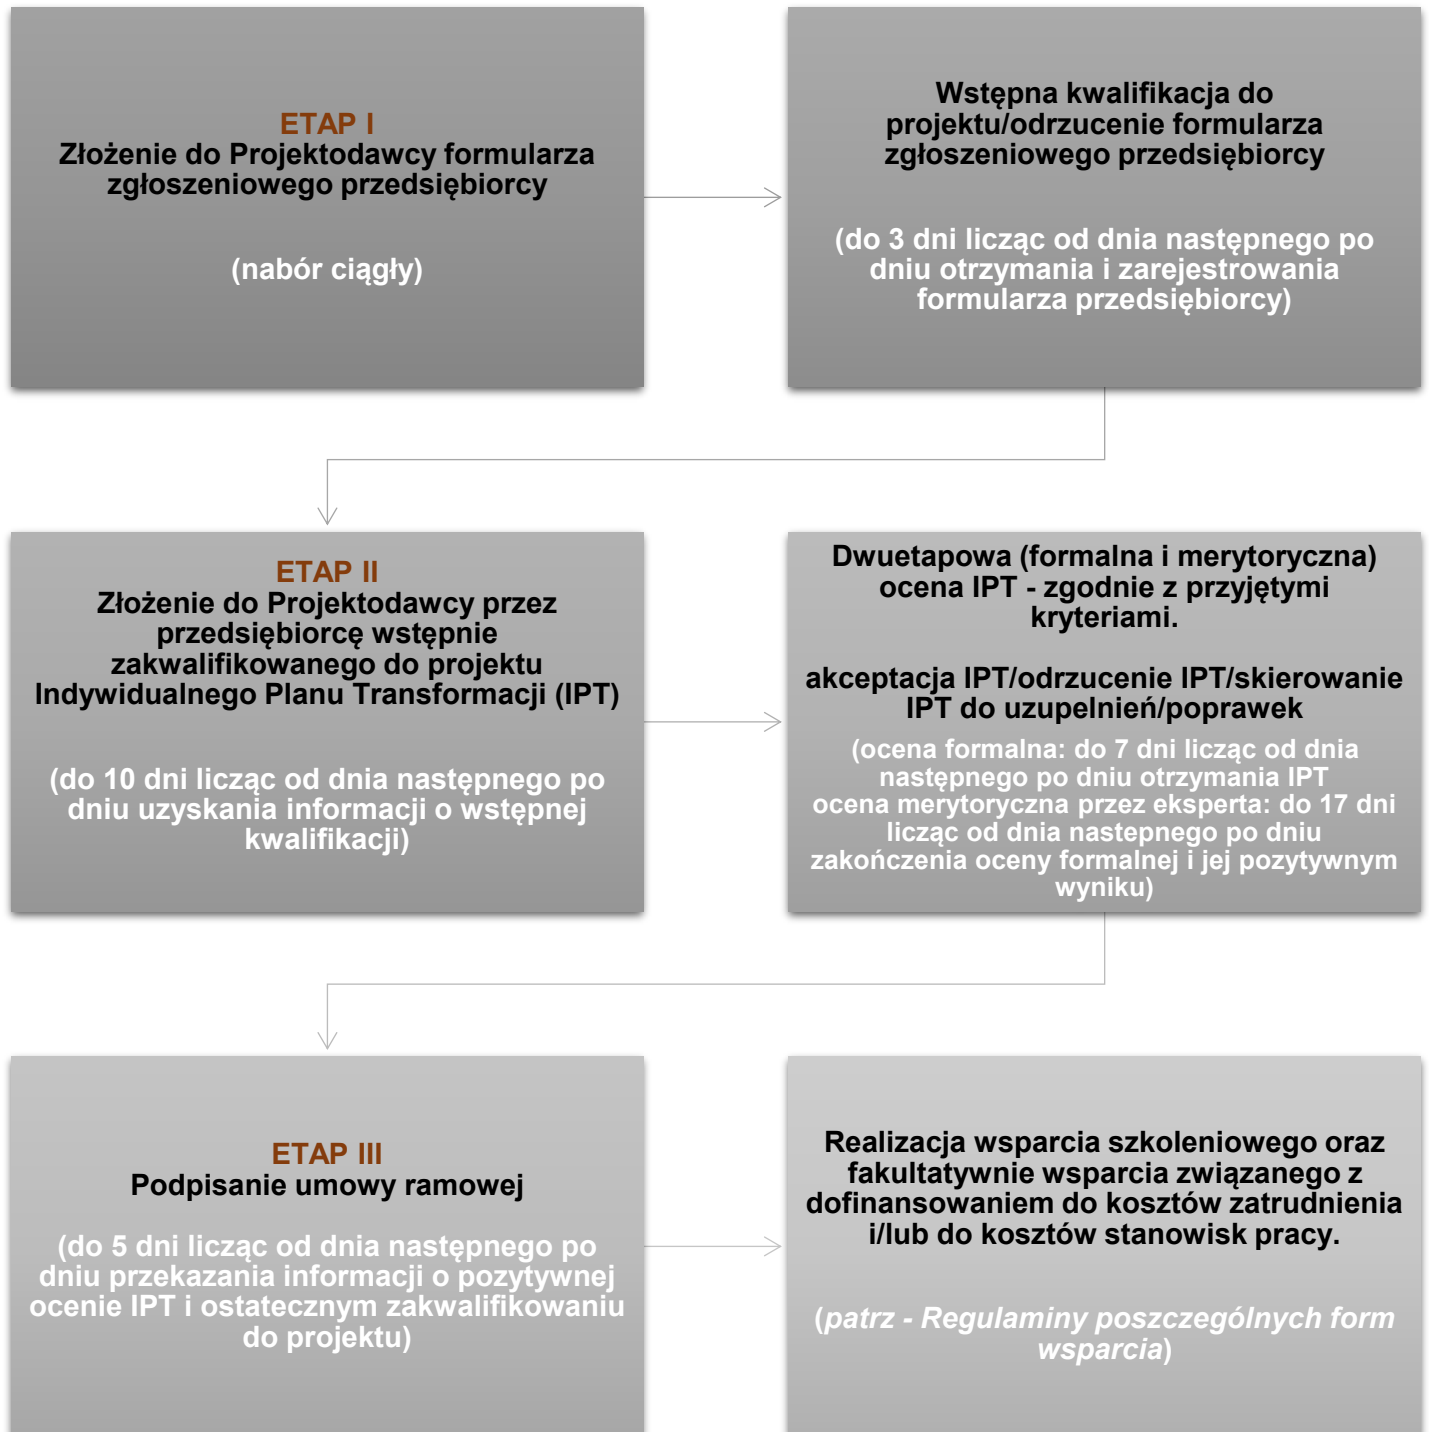 ETAP I
Złożenie do Projektodawcy formularza
zgłoszeniowego przedsiębiorcy
(nabór ciągły)
Wstępna kwalifikacja do
projektu/odrzucenie formularza
zgłoszeniowego przedsiębiorcy
(do 3 dni licząc od dnia następnego po
dniu otrzymania i zarejestrowania
formularza przedsiębiorcy)
ETAP II
Złożenie do Projektodawcy przez
przedsiębiorcę wstępnie
zakwalifikowanego do projektu
Indywidualnego Planu Transformacji (IPT)
(do 10 dni licząc od dnia następnego po
dniu uzyskania informacji o wstępnej
kwalifikacji)
Dwuetapowa (formalna i merytoryczna)
ocena IPT - zgodnie z przyjętymi
kryteriami.
akceptacja IPT/odrzucenie IPT/skierowanie
IPT do uzupełnień/poprawek
(ocena formalna: do 7 dni licząc od dnia
następnego po dniu otrzymania IPT
ocena merytoryczna przez eksperta: do 17 dni
licząc od dnia nastepnego po dniu
zakończenia oceny formalnej i jej pozytywnym
wyniku)
ETAP III
Podpisanie umowy ramowej
(do 5 dni licząc od dnia następnego po
dniu przekazania informacji o pozytywnej
ocenie IPT i ostatecznym zakwalifikowaniu
do projektu)
Realizacja wsparcia szkoleniowego oraz
fakultatywnie wsparcia związanego z
dofinansowaniem do kosztów zatrudnienia
i/lub do kosztów stanowisk pracy.
(patrz - Regulaminy poszczególnych form
wsparcia)